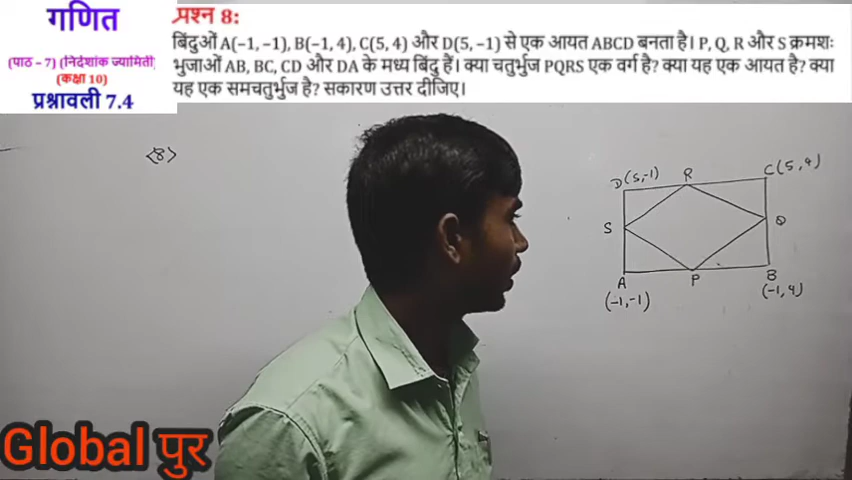 गणित
(पाठ - 7) (निर्देशांक ज्यामिती)
(कक्षा 10)
प्रश्नावली 7.4
प्रश्न 8:
बिंदुओं A(−1, −1), B(−1, 4), C(5, 4) और D(5, −1) से एक आयत ABCD बनता है। P, Q, R और S क्रमशः
भुजाओं AB, BC, CD और DA के मध्य बिंदु हैं। क्या चतुर्भुज PQRS एक वर्ग है? क्या यह एक आयत है? क्या
यह एक समचतुर्भुज है? सकारण उत्तर दीजिए।
<8>
D(5,-1) R C(5,4)
S Q
A P B
(-1,-1) (-1,4)
Global पुर